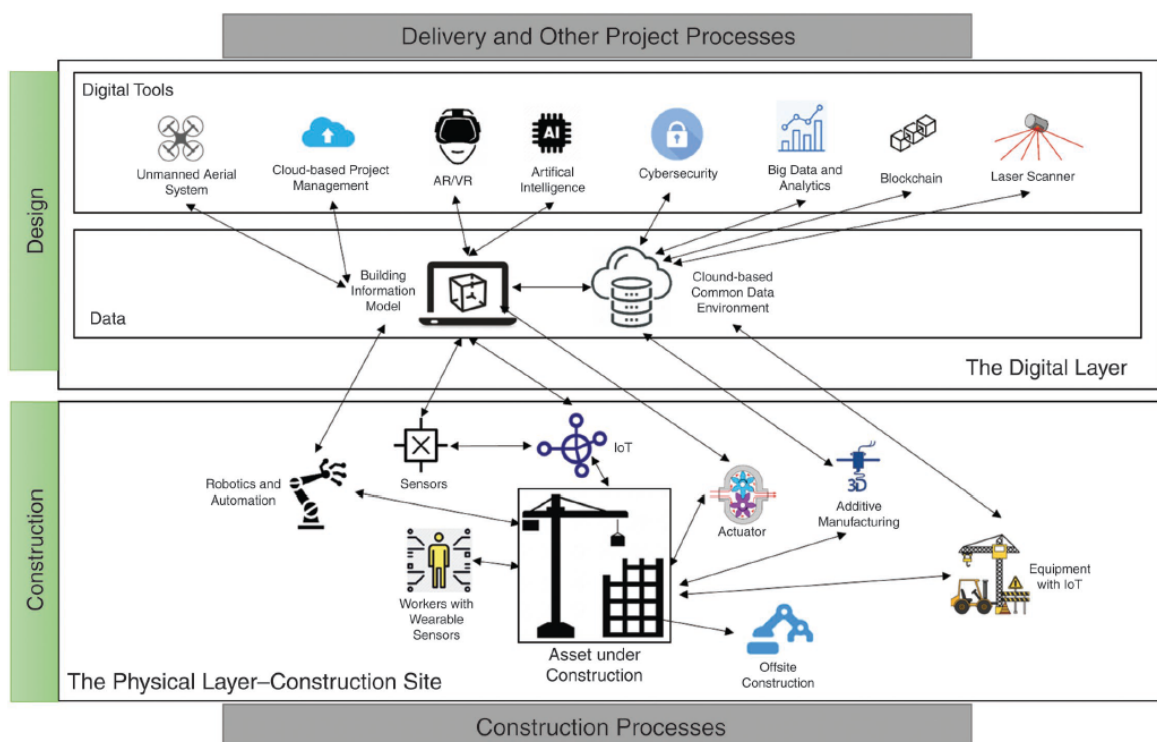 Delivery and Other Project Processes
Design
Digital Tools
Unmanned Aerial
System
Cloud-based Project
Management
AR/VR
AI
Artifical
Intelligence
Cybersecurity
Big Data and
Analytics
Blockchain
Laser Scanner
Building
Information
Model
Clound-based
Common Data
Environment
Data
The Digital Layer
Construction
Robotics and
Automation
Sensors
IoT
Actuator
3D
Additive
Manufacturing
Workers with
Wearable
Sensors
Asset under
Construction
Offsite
Construction
Equipment
with IoT
The Physical Layer–Construction Site
Construction Processes